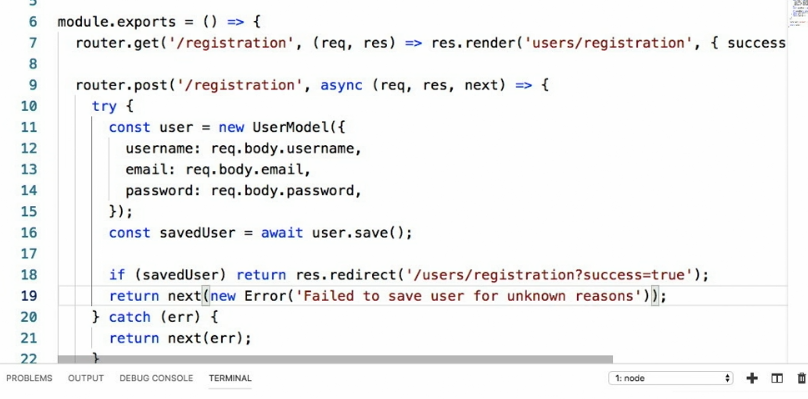 6 module.exports = () => {
7 router.get('/registration', (req, res) => res.render('users/registration', { success
8
9 router.post('/registration', async (req, res, next) => {
10 try {
11 const user = new UserModel({
12 username: req.body.username,
13 email: req.body.email,
14 password: req.body.password,
15 });
16 const savedUser = await user.save();
17
18 if (savedUser) return res.redirect('/users/registration?success=true');
19 return next(new Error('Failed to save user for unknown reasons'));
20 } catch (err) {
21 return next(err);
22 }
PROBLEMS OUTPUT DEBUG CONSOLE TERMINAL 1: node